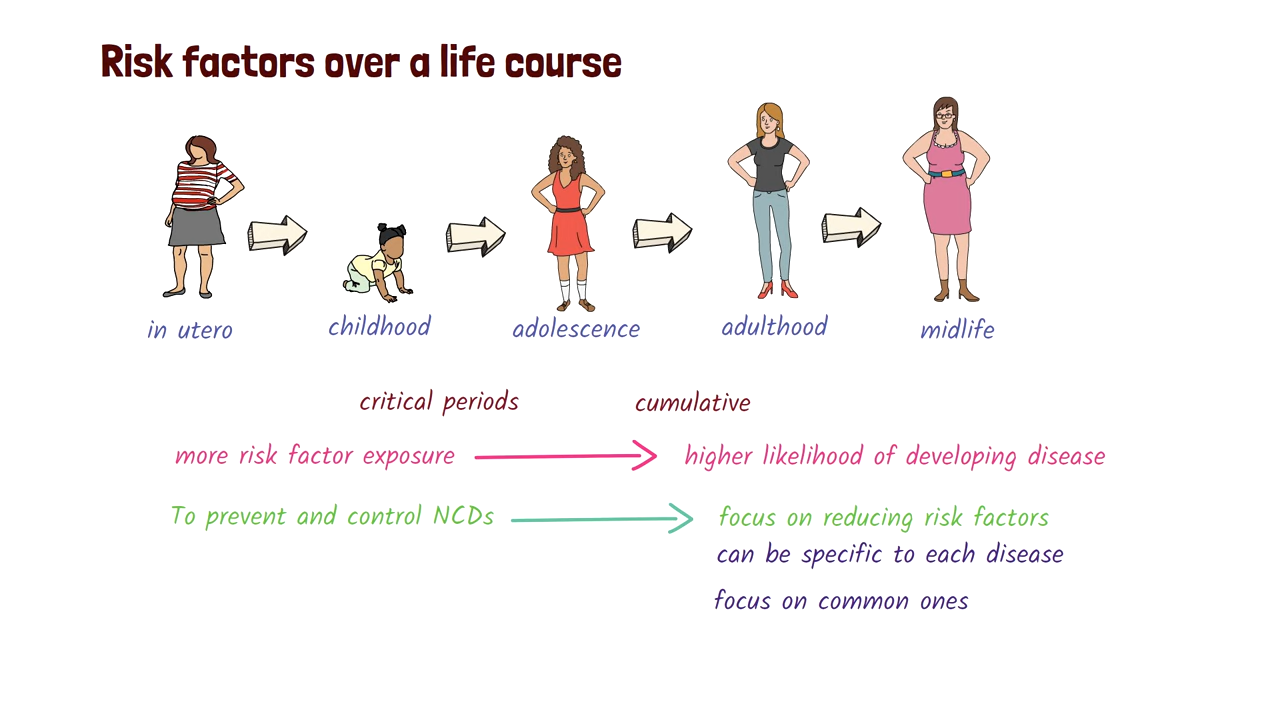 Risk factors over a life course
in utero
childhood
adolescence
adulthood
midlife
critical periods
cumulative
more risk factor exposure
higher likelihood of developing disease
To prevent and control NCDs
focus on reducing risk factors
can be specific to each disease
focus on common ones